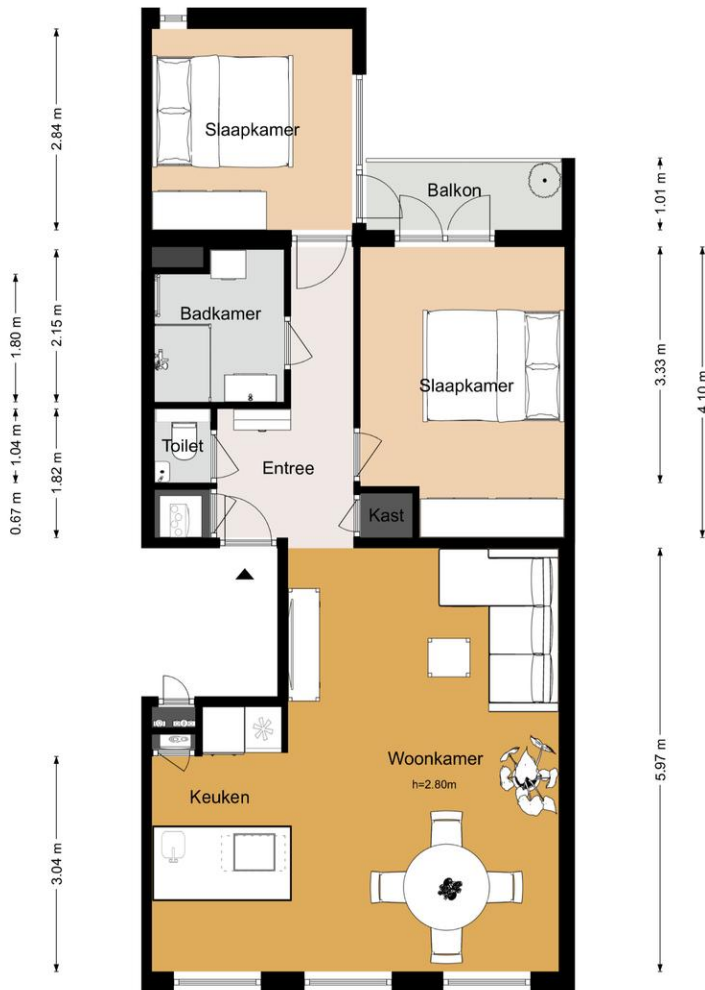 2.84 m
Slaapkamer
Balkon
1.01 m
1.80 m
2.15 m
Badkamer
Slaapkamer
3.33 m
4.10 m
0.67 m
1.04 m
1.82 m
Toilet
Entree
Kast
Woonkamer
h=2.80m
5.97 m
Keuken
3.04 m